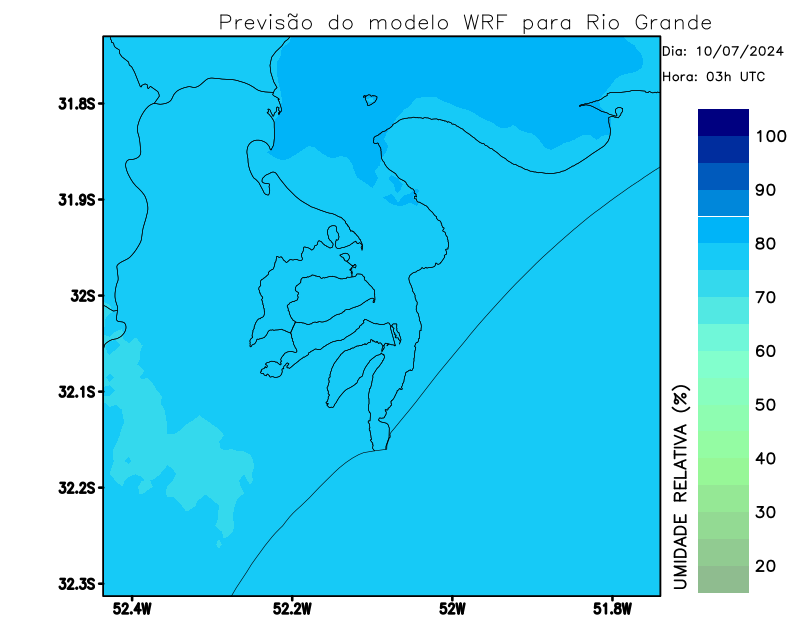 Previsão do modelo WRF para Rio Grande
Dia: 10/07/2024
Hora: 03h UTC
31.8S
31.9S
32S
32.1S
32.2S
32.3S
52.4W
52.2W
52W
51.8W
UMIDADE RELATIVA (%)
100
90
80
70
60
50
40
30
20